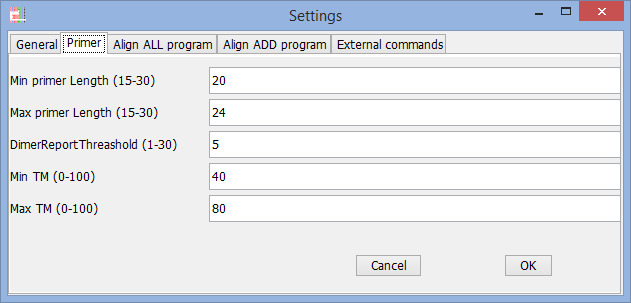 Settings
General Primer Align ALL program Align ADD program External commands
Min primer Length (15-30) 20
Max primer Length (15-30) 24
DimerReportThreashold (1-30) 5
Min TM (0-100) 40
Max TM (0-100) 80
Cancel OK